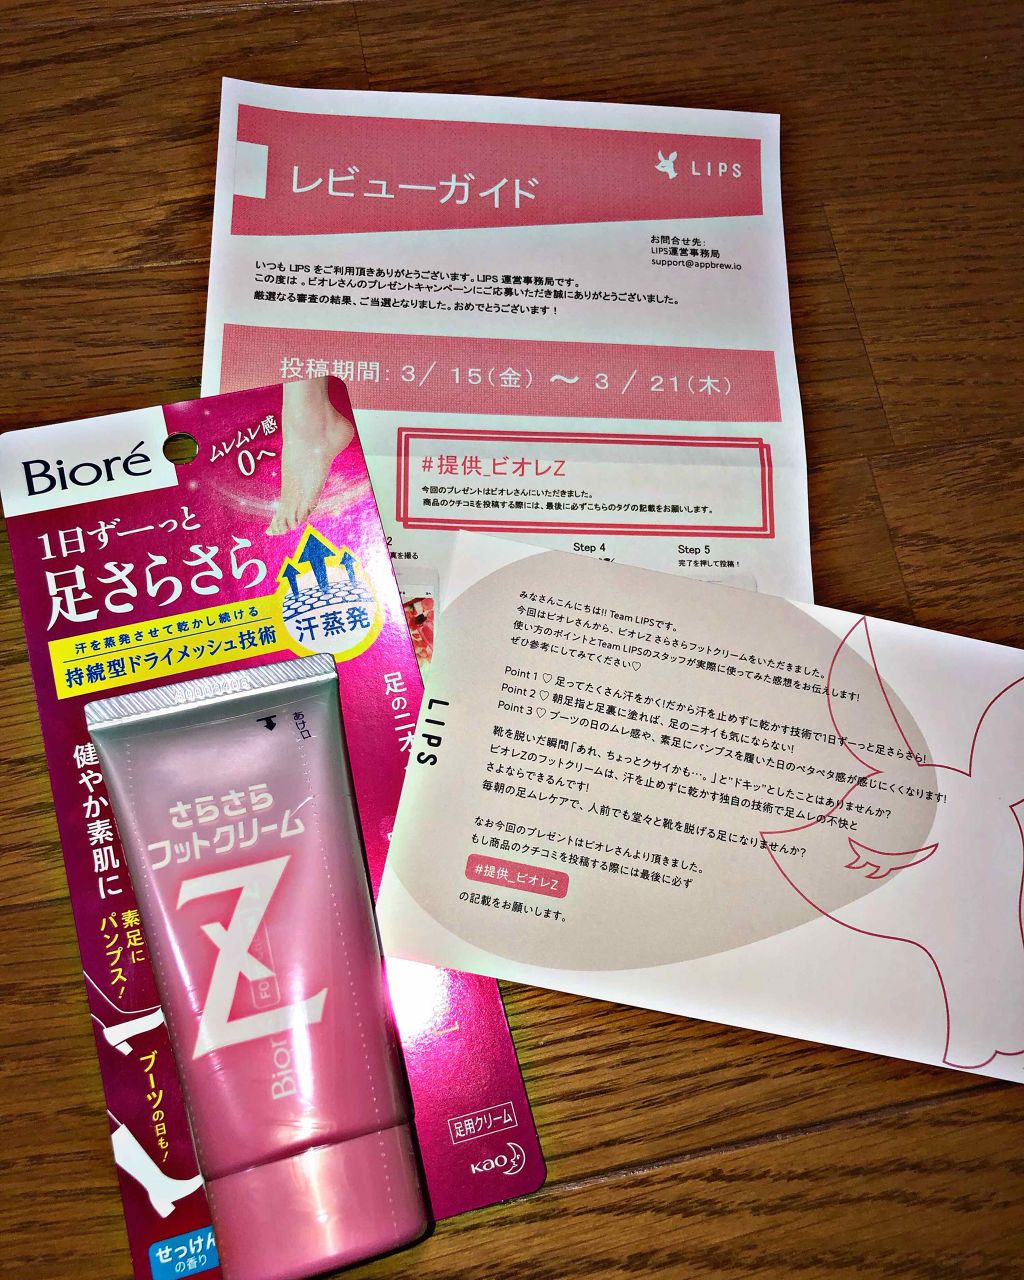 レビューガイド
LIPS
お問合せ先:
LIPS運営事務局
support@appbrew.io
いつも LIPS をご利用頂きありがとうございます。LIPS 運営事務局です。
この度は 。ビオレさんのプレゼントキャンペーンにご応募いただき誠にありがとうございました。
厳選なる審査の結果、ご当選となりました。おめでとうございます！
投稿期間: 3/ 15(金) ～ 3 / 21(木)
#提供_ビオレZ
今回のプレゼントはビオレさんにいただきました。
商品のクチコミを投稿する際には、最後に必ずこちらのタグの記載をお願いします。
真を撮る
Step 4
Step 5
完了を押して投稿！
Bioré
ムレムレ感
0へ
1日ずーっと
足さらさら
汗を蒸発させて乾かし続ける
持続型ドライメッシュ技術
汗蒸発
足のニオ
健やか素肌に
素足に
パンプス！
ブーツの日も！
せっけん
の香り
あけ口
さらさら
フットクリーム
Z
Bior
足用クリーム
Kao
LIPS
みなさんこんにちは!! Team LIPSです。
今回はビオレさんから、ビオレZ さらさらフットクリームをいただきました。
使い方のポイントとTeam LIPSのスタッフが実際に使ってみた感想をお伝えします!
ぜひ参考にしてみてください♡
Point 1 ♡ 足ってたくさん汗をかく!だから汗を止めずに乾かす技術で1日ずーっと足さらさら!
Point 2 ♡ 朝足指と足裏に塗れば、足のニオイも気にならない!
Point 3 ♡ ブーツの日のムレ感や、素足にパンプスを履いた日のペタペタ感が感じにくくなります!
靴を脱いだ瞬間「あれ、ちょっとクサイかも…。」と"ドキッ"としたことはありませんか?
ビオレZのフットクリームは、汗を止めずに乾かす独自の技術で足ムレの不快と
さよならできるんです!
毎朝の足ムレケアで、人前でも堂々と靴を脱げる足になりませんか?
なお今回のプレゼントはビオレさんより頂きました。
もし商品のクチコミを投稿する際には最後に必ず
#提供_ビオレZ
の記載をお願いします。